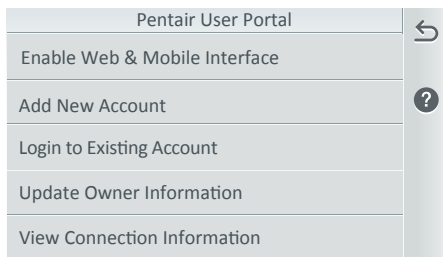 Pentair User Portal
Enable Web & Mobile Interface
Add New Account
?
Login to Existing Account
Update Owner Information
View Connection Information